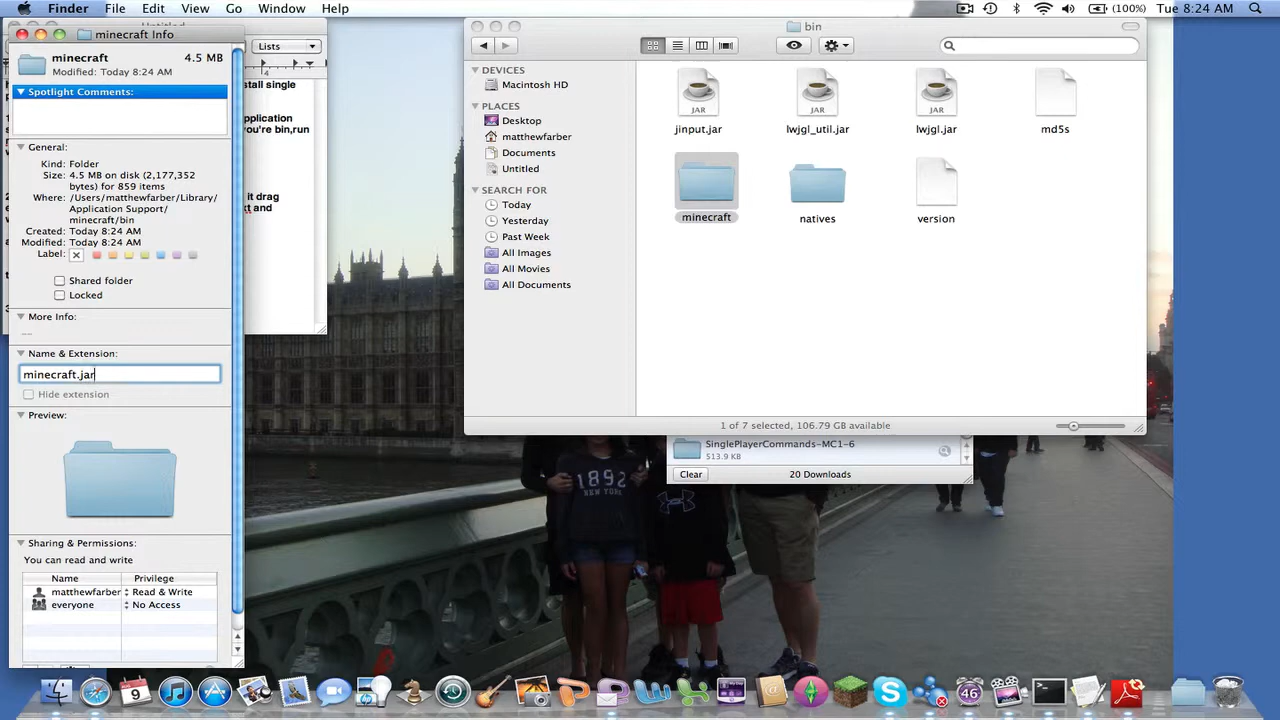 Finder File Edit View Go Window Help
(100%) Tue 8:24 AM
minecraft Info
minecraft 4.5 MB
Modified: Today 8:24 AM
Spotlight Comments:
General:
Kind: Folder
Size: 4.5 MB on disk (2,177,352
bytes) for 859 items
Where: /Users/matthewfarber/Library/
Application Support/
minecraft/bin
Created: Today 8:24 AM
Modified: Today 8:24 AM
Label:
Shared folder
Locked
More Info:
--
Name & Extension:
minecraft.jar
Hide extension
Preview:
Sharing & Permissions:
You can read and write
Name Privilege
matthewfarber Read & Write
everyone No Access
Untitled
Lists
4
stall single
pplication
you're bin,run
it drag
xt and
bin
DEVICES
Macintosh HD
PLACES
Desktop
matthewfarber
Documents
Untitled
SEARCH FOR
Today
Yesterday
Past Week
All Images
All Movies
All Documents
JAR JAR JAR
jinput.jar lwjgl_util.jar lwjgl.jar md5s
minecraft natives version
1 of 7 selected, 106.79 GB available
SinglePlayerCommands-MC1-6
513.9 KB
Clear 20 Downloads
1892
NEW YORK
9
46